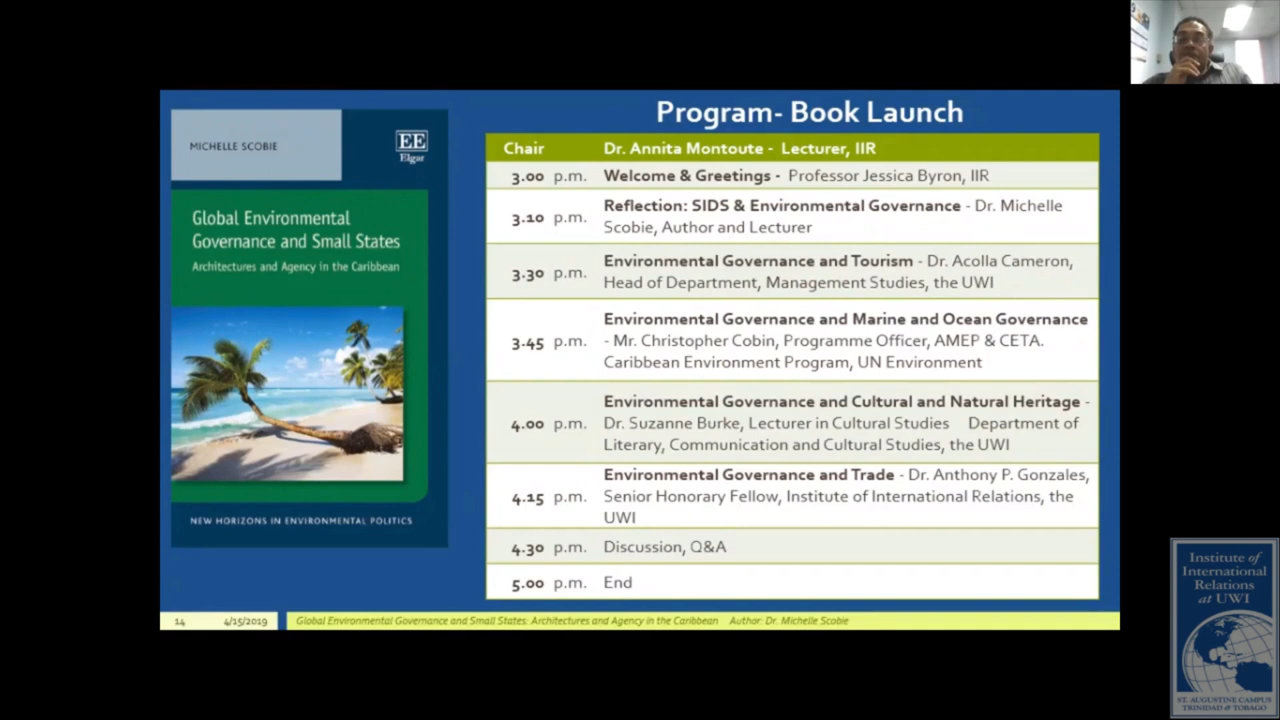 MICHELLE SCOBIE
EE
Elgar
Global Environmental
Governance and Small States
Architectures and Agency in the Caribbean
NEW HORIZONS IN ENVIRONMENTAL POLITICS
Program- Book Launch
Chair Dr. Annita Montoute - Lecturer, IIR
3.00 p.m. Welcome & Greetings - Professor Jessica Byron, IIR
3.10 p.m. Reflection: SIDS & Environmental Governance - Dr. Michelle
Scobie, Author and Lecturer
3.30 p.m. Environmental Governance and Tourism - Dr. Acolla Cameron,
Head of Department, Management Studies, the UWI
3.45 p.m. Environmental Governance and Marine and Ocean Governance
- Mr. Christopher Cobin, Programme Officer, AMEP & CETA.
Caribbean Environment Program, UN Environment
4.00 p.m. Environmental Governance and Cultural and Natural Heritage -
Dr. Suzanne Burke, Lecturer in Cultural Studies Department of
Literary, Communication and Cultural Studies, the UWI
4.15 p.m. Environmental Governance and Trade - Dr. Anthony P. Gonzales,
Senior Honorary Fellow, Institute of International Relations, the
UWI
4.30 p.m. Discussion, Q&A
5.00 p.m. End
14 4/15/2019 Global Environmental Governance and Small States: Architectures and Agency in the Caribbean Author: Dr. Michelle Scobie
Institute of
International
Relations
at UWI
ST. AUGUSTINE CAMPUS
TRINIDAD & TOBAGO